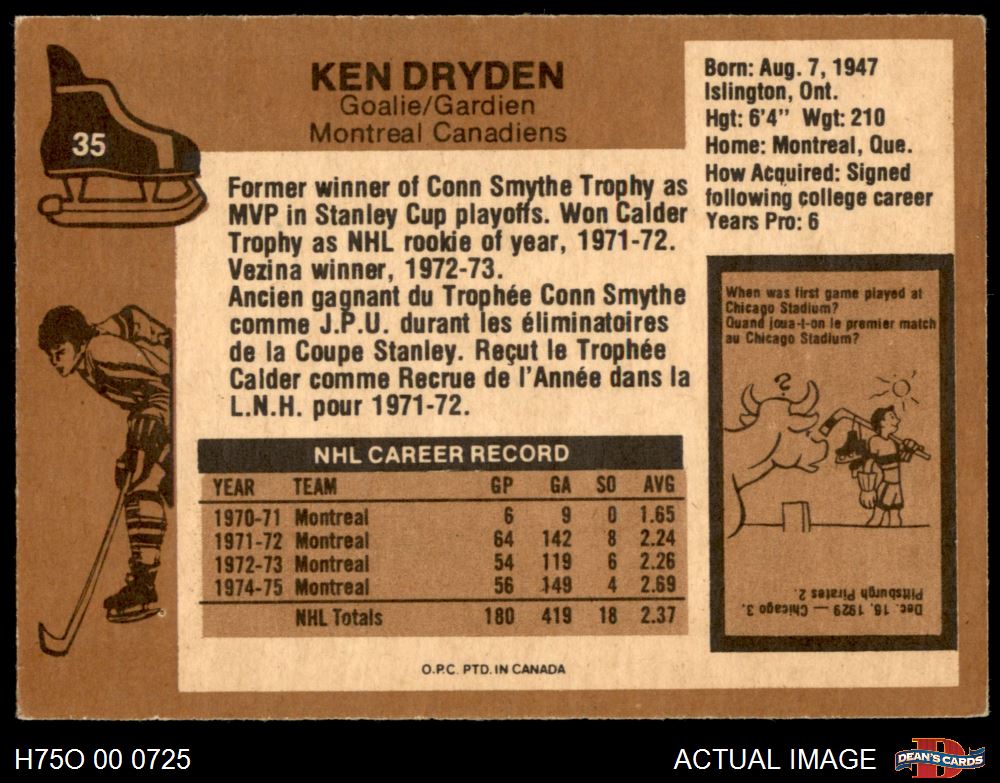 35
KEN DRYDEN
Goalie/Gardien
Montreal Canadiens
Born: Aug. 7, 1947
Islington, Ont.
Hgt: 6'4" Wgt: 210
Home: Montreal, Que.
How Acquired: Signed
following college career
Years Pro: 6
Former winner of Conn Smythe Trophy as
MVP in Stanley Cup playoffs. Won Calder
Trophy as NHL rookie of year, 1971-72.
Vezina winner, 1972-73.
Ancien gagnant du Trophée Conn Smythe
comme J.P.U. durant les éliminatoires
de la Coupe Stanley. Reçut le Trophée
Calder comme Recrue de l'Année dans la
L.N.H. pour 1971-72.
NHL CAREER RECORD
YEAR TEAM GP GA SO AVG
1970-71 Montreal 6 9 0 1.65
1971-72 Montreal 64 142 8 2.24
1972-73 Montreal 54 119 6 2.26
1974-75 Montreal 56 149 4 2.69
NHL Totals 180 419 18 2.37
O.P.C. PTD. IN CANADA
When was first game played at
Chicago Stadium?
Quand joua-t-on le premier match
au Chicago Stadium?
?
Dec. 16, 1929 — Chicago 3,
Pittsburgh Pirates 2.
H75O 00 0725
ACTUAL IMAGE
D
DEAN'S CARDS